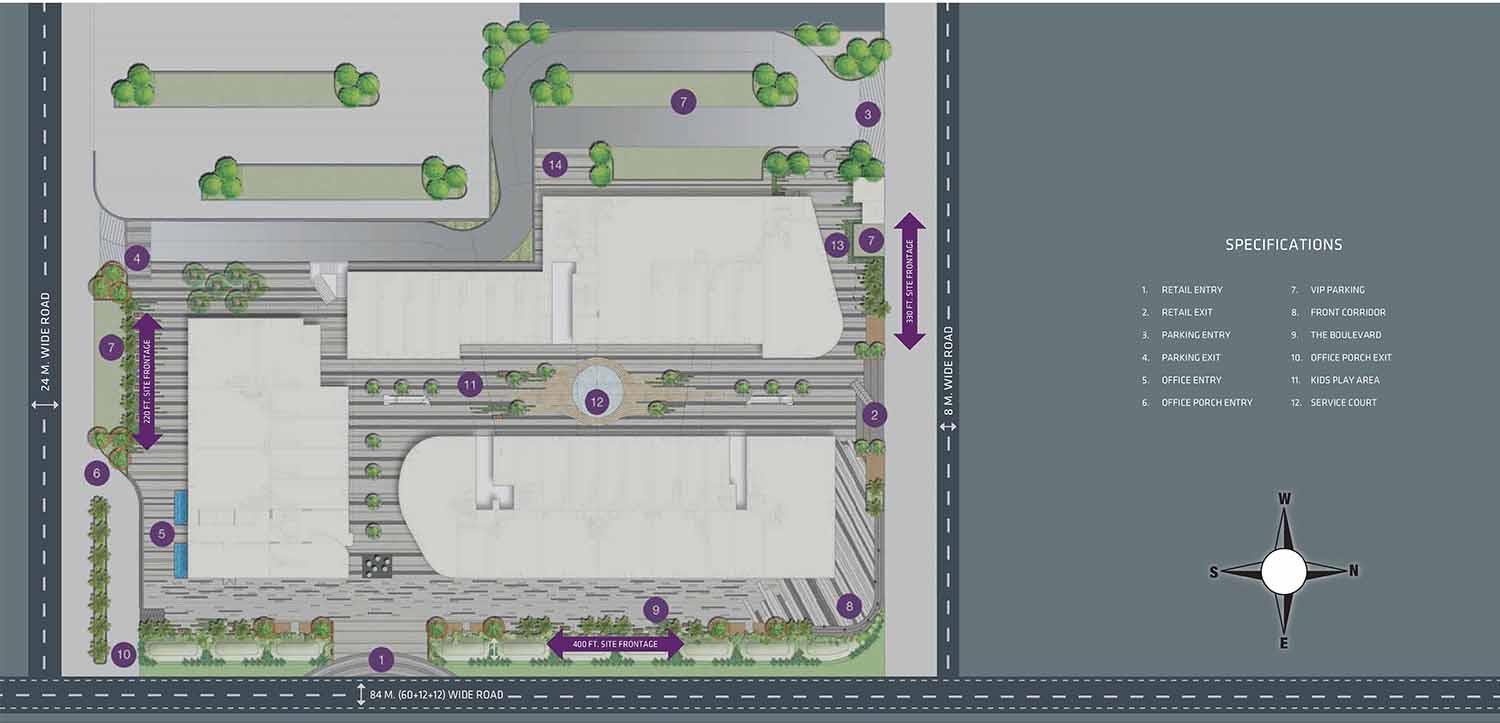 7
3
14
4
13
7
7
11
12
2
6
5
9
8
10
1
24 M. WIDE ROAD
220 FT. SITE FRONTAGE
330 FT. SITE FRONTAGE
8 M. WIDE ROAD
400 FT. SITE FRONTAGE
84 M. (60+12+12) WIDE ROAD
SPECIFICATIONS
1. RETAIL ENTRY
2. RETAIL EXIT
3. PARKING ENTRY
4. PARKING EXIT
5. OFFICE ENTRY
6. OFFICE PORCH ENTRY
7. VIP PARKING
8. FRONT CORRIDOR
9. THE BOULEVARD
10. OFFICE PORCH EXIT
11. KIDS PLAY AREA
12. SERVICE COURT
W
S
N
E